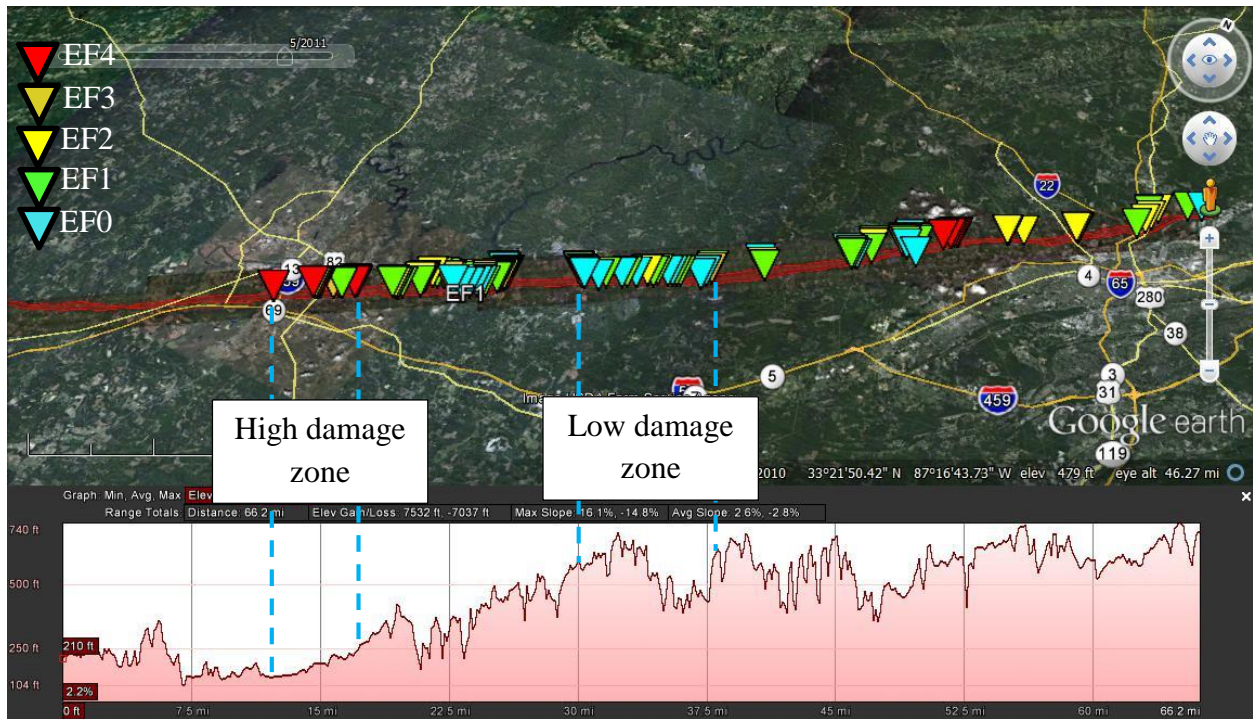 5/2011
N
EF4
EF3
EF2
EF1
EF0
22
13
82
59
69
EF1
4
65
280
38
5
3
31
459
119
Google earth
High damage
zone
Low damage
zone
2010 33°21'50.42" N 87°16'43.73" W elev 479 ft eye alt 46.27 mi
Graph: Min, Avg, Max Elev
Range Totals: Distance: 66.2 mi Elev Gain/Loss: 7532 ft, -7037 ft Max Slope: 16.1%, -14.8% Avg Slope: 2.6%, -2.8%
740 ft
500 ft
250 ft
210 ft
104 ft
2.2%
0 ft 7.5 mi 15 mi 22.5 mi 30 mi 37.5 mi 45 mi 52.5 mi 60 mi 66.2 mi